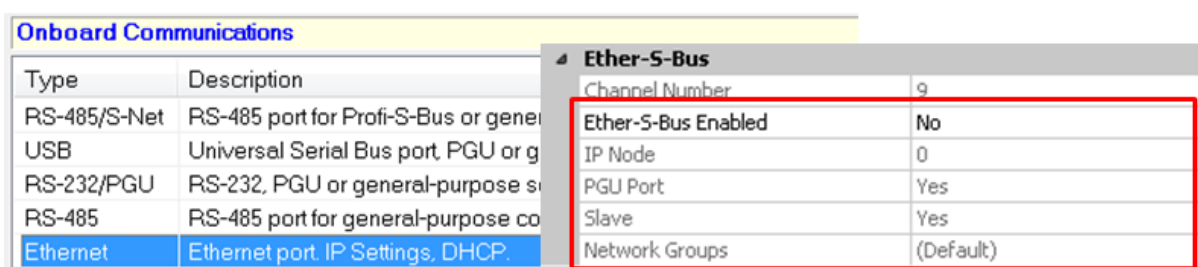 Onboard Communications
Type Description
RS-485/S-Net RS-485 port for Profi-S-Bus or gener
USB Universal Serial Bus port, PGU or g
RS-232/PGU RS-232, PGU or general-purpose s
RS-485 RS-485 port for general-purpose co
Ethernet Ethernet port. IP Settings, DHCP.
Ether-S-Bus
Channel Number 9
Ether-S-Bus Enabled No
IP Node 0
PGU Port Yes
Slave Yes
Network Groups (Default)